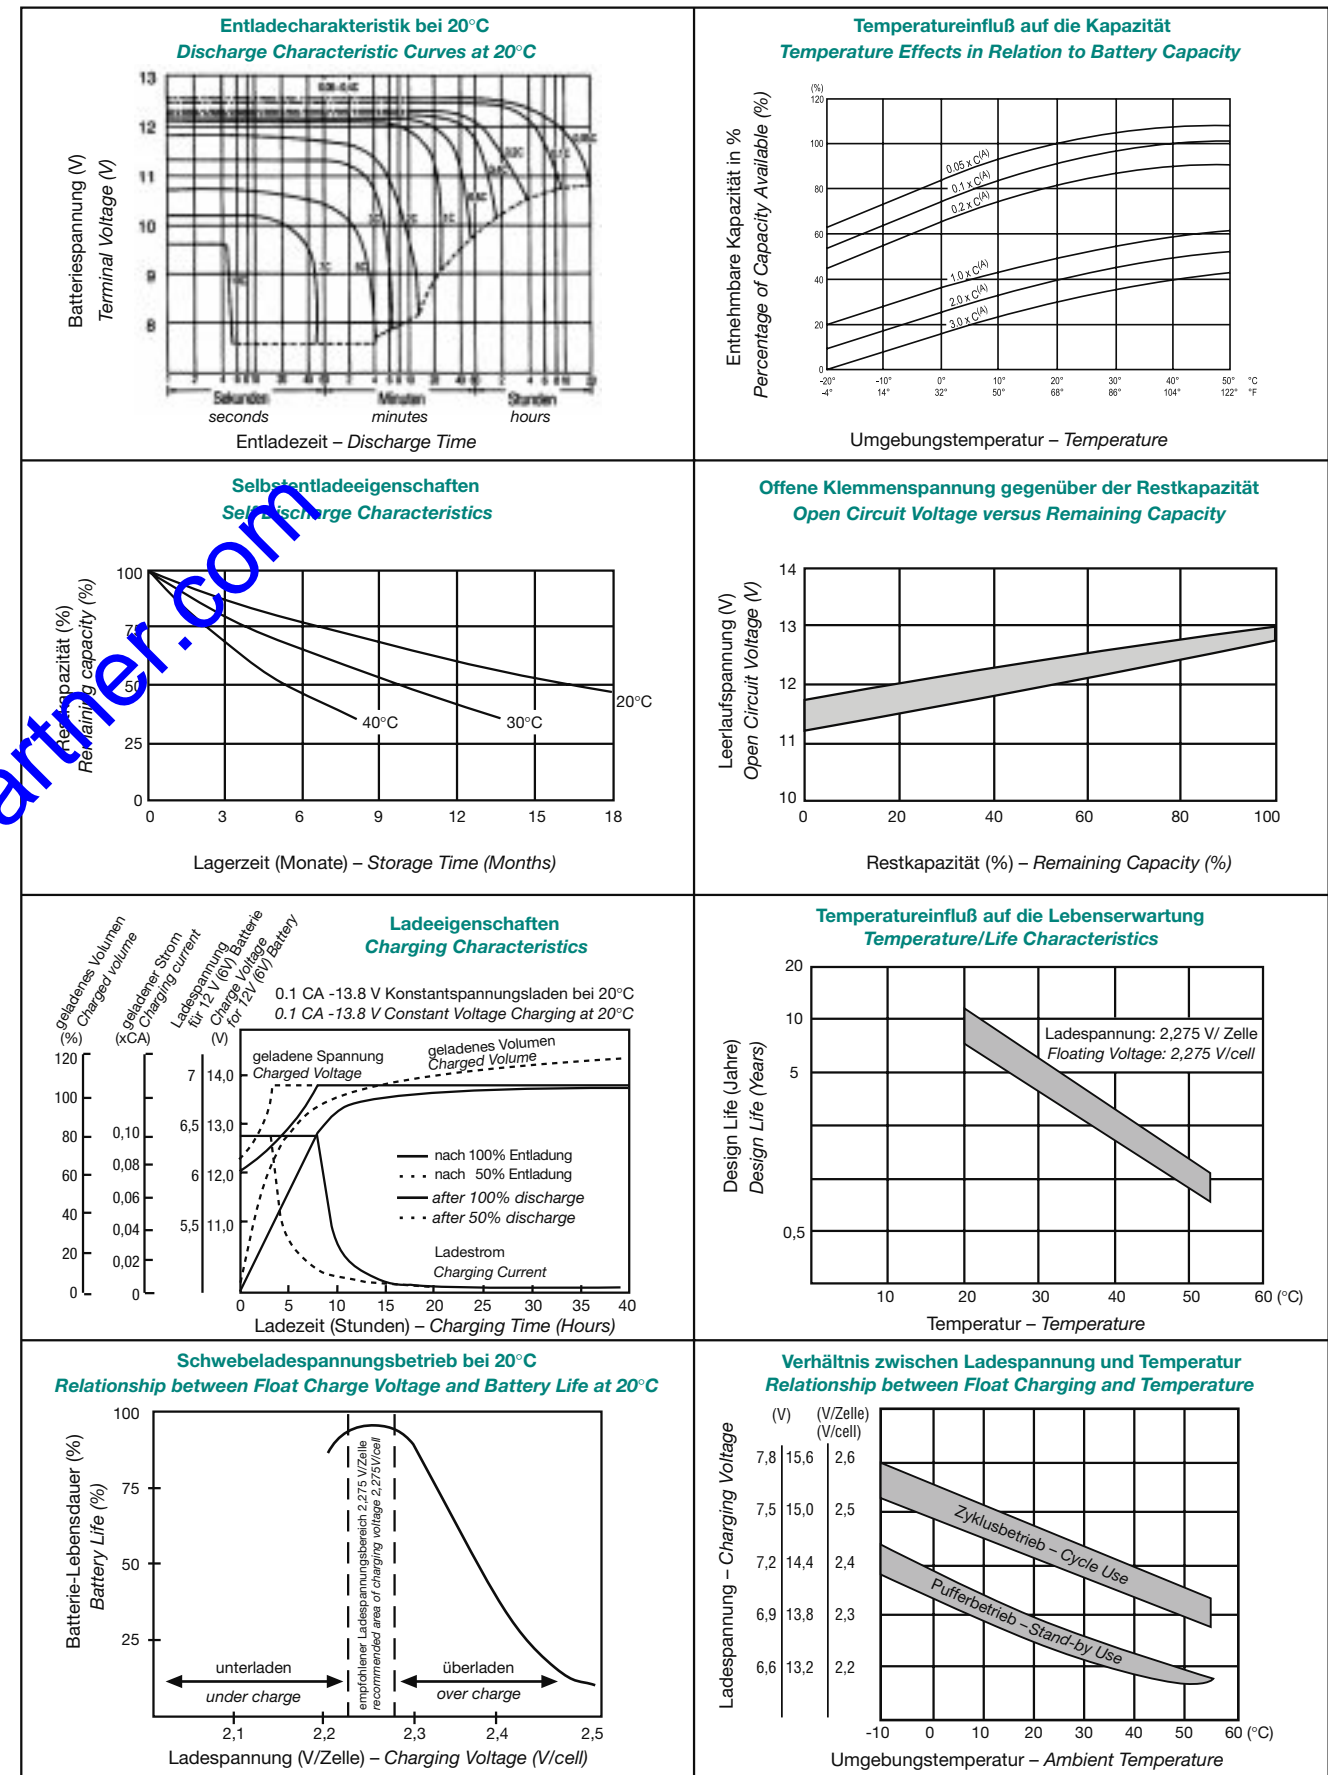 Entladecharakteristik bei 20°C
Discharge Characteristic Curves at 20°C
Batteriespannung (V)
Terminal Voltage (V)
13
12
11
10
9
8
Sekunden
Minuten
Stunden
seconds
minutes
hours
Entladezeit – Discharge Time
Temperatureinfluß auf die Kapazität
Temperature Effects in Relation to Battery Capacity
Entnehmbare Kapazität in %
Percentage of Capacity Available (%)
(%)
120
100
80
60
40
20
0
0.05 x C(A)
0.1 x C(A)
0.2 x C(A)
1.0 x C(A)
2.0 x C(A)
3.0 x C(A)
-20° -10° 0° 10° 20° 30° 40° 50° °C
-4° 14° 32° 50° 68° 86° 104° 122° °F
Umgebungstemperatur – Temperature
Selbstentladeeigenschaften
Self Discharge Characteristics
Restkapazität (%)
Remaining capacity (%)
100
75
50
25
0
40°C
30°C
20°C
0 3 6 9 12 15 18
Lagerzeit (Monate) – Storage Time (Months)
artner.com
Offene Klemmenspannung gegenüber der Restkapazität
Open Circuit Voltage versus Remaining Capacity
Leerlaufspannung (V)
Open Circuit Voltage (V)
14
13
12
11
10
0 20 40 60 80 100
Restkapazität (%) – Remaining Capacity (%)
Ladeeigenschaften
Charging Characteristics
geladenes Volumen
Charged volume
geladener Strom
Charging current
Ladespannung
für 12 V (6V) Batterie
Charge Voltage
for 12V (6V) Battery
0.1 CA -13.8 V Konstantspannungsladen bei 20°C
0.1 CA -13.8 V Constant Voltage Charging at 20°C
(%) (xCA) (V)
120
100
80
60
40
20
0
0,10
0,08
0,06
0,04
0,02
0
7 14,0
6,5 13,0
6 12,0
5,5 11,0
geladene Spannung
Charged Voltage
geladenes Volumen
Charged Volume
nach 100% Entladung
nach 50% Entladung
after 100% discharge
after 50% discharge
Ladestrom
Charging Current
0 5 10 15 20 25 30 35 40
Ladezeit (Stunden) – Charging Time (Hours)
Temperatureinfluß auf die Lebenserwartung
Temperature/Life Characteristics
Design Life (Jahre)
Design Life (Years)
20
10
5
0,5
Ladespannung: 2,275 V/ Zelle
Floating Voltage: 2,275 V/cell
10 20 30 40 50 60 (°C)
Temperatur – Temperature
Schwebeladespannungsbetrieb bei 20°C
Relationship between Float Charge Voltage and Battery Life at 20°C
Batterie-Lebensdauer (%)
Battery Life (%)
100
75
50
25
empfohlener Ladespannungsbereich 2,275 V/Zelle
recommended area of charging voltage 2,275V/cell
unterladen
under charge
überladen
over charge
2,1 2,2 2,3 2,4 2,5
Ladespannung (V/Zelle) – Charging Voltage (V/cell)
Verhältnis zwischen Ladespannung und Temperatur
Relationship between Float Charging and Temperature
Ladespannung – Charging Voltage
(V) (V/Zelle)
(V/cell)
7,8 15,6 2,6
7,5 15,0 2,5
7,2 14,4 2,4
6,9 13,8 2,3
6,6 13,2 2,2
Zyklusbetrieb – Cycle Use
Pufferbetrieb – Stand-by Use
-10 0 10 20 30 40 50 60 (°C)
Umgebungstemperatur – Ambient Temperature